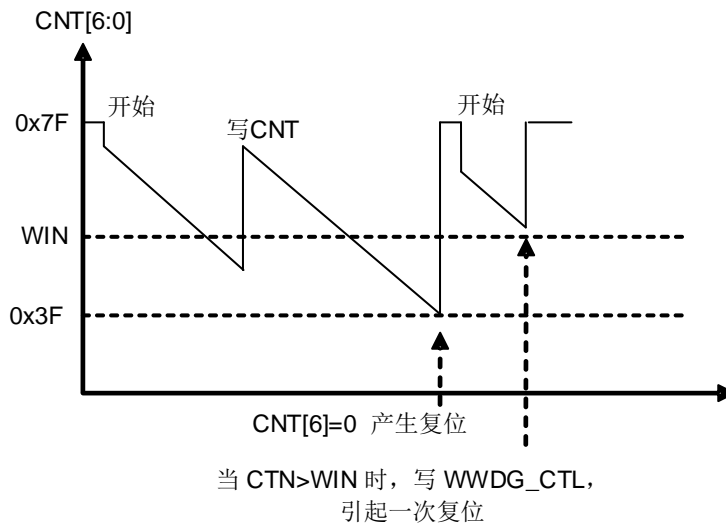 CNT[6:0]
开始
开始
0x7F
写CNT
WIN
0x3F
CNT[6]=0 产生复位
当 CTN>WIN 时，写 WWDG_CTL，
引起一次复位